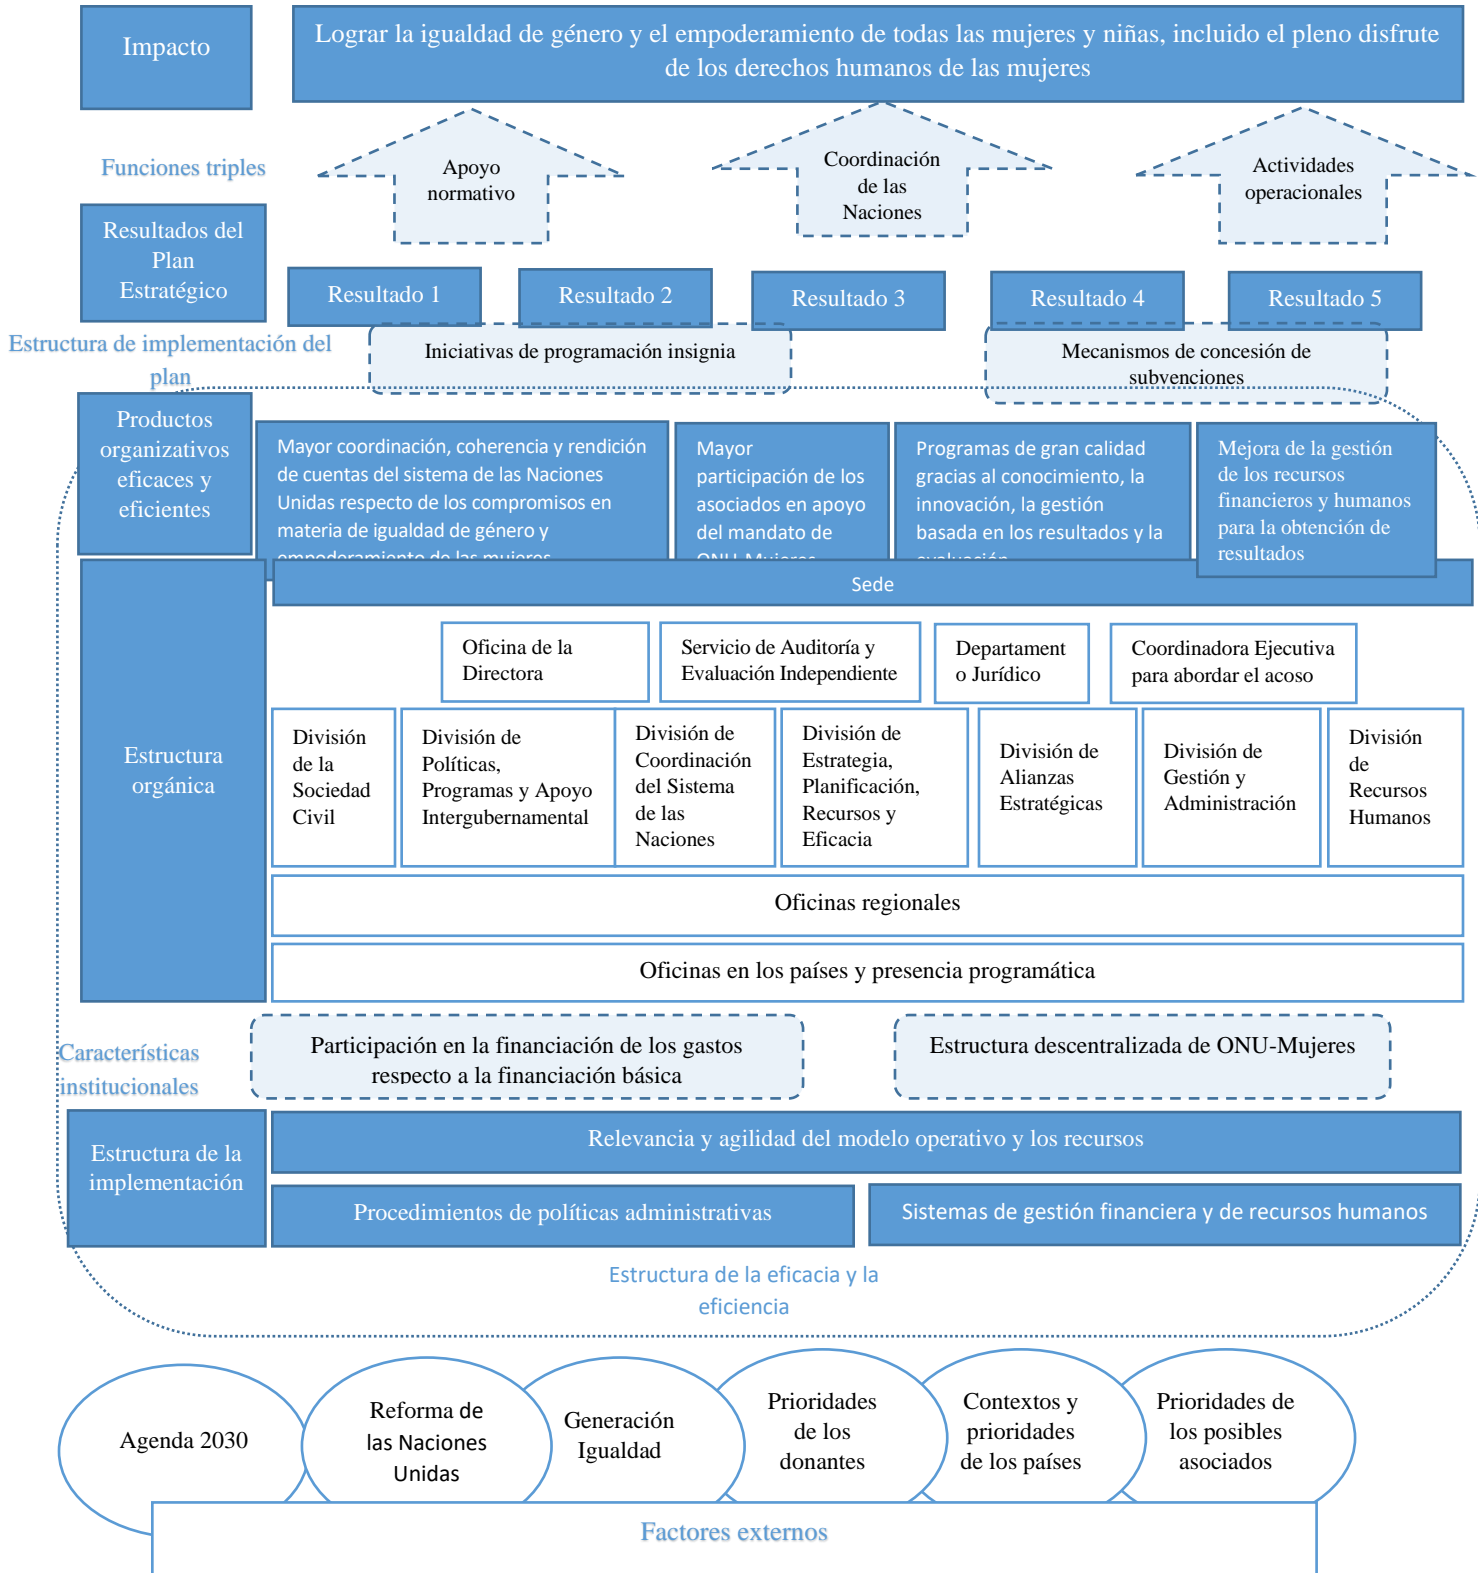 Impacto
Lograr la igualdad de género y el empoderamiento de todas las mujeres y niñas, incluido el pleno disfrute
de los derechos humanos de las mujeres
Funciones triples
Apoyo
normativo
Coordinación
de las
Naciones
Actividades
operacionales
Resultados del
Plan
Estratégico
Resultado 1
Resultado 2
Resultado 3
Resultado 4
Resultado 5
Estructura de implementación del
plan
Iniciativas de programación insignia
Mecanismos de concesión de
subvenciones
Productos
organizativos
eficaces y
eficientes
Mayor coordinación, coherencia y rendición
de cuentas del sistema de las Naciones
Unidas respecto de los compromisos en
materia de igualdad de género y
empoderamiento de las mujeres
Mayor
participación de los
asociados en apoyo
del mandato de
ONU-Mujeres
Programas de gran calidad
gracias al conocimiento, la
innovación, la gestión
basada en los resultados y la
evaluación
Mejora de la gestión
de los recursos
financieros y humanos
para la obtención de
resultados
Estructura
orgánica
Sede
Oficina de la
Directora
Servicio de Auditoría y
Evaluación Independiente
Departament
o Jurídico
Coordinadora Ejecutiva
para abordar el acoso
División
de la
Sociedad
Civil
División de
Políticas,
Programas y Apoyo
Intergubernamental
División de
Coordinación
del Sistema
de las
Naciones
División de
Estrategia,
Planificación,
Recursos y
Eficacia
División de
Alianzas
Estratégicas
División de
Gestión y
Administración
División
de
Recursos
Humanos
Oficinas regionales
Oficinas en los países y presencia programática
Características
institucionales
Participación en la financiación de los gastos
respecto a la financiación básica
Estructura descentralizada de ONU-Mujeres
Estructura de la
implementación
Relevancia y agilidad del modelo operativo y los recursos
Procedimientos de políticas administrativas
Sistemas de gestión financiera y de recursos humanos
Estructura de la eficacia y la
eficiencia
Agenda 2030
Reforma de
las Naciones
Unidas
Generación
Igualdad
Prioridades
de los
donantes
Contextos y
prioridades
de los países
Prioridades de
los posibles
asociados
Factores externos